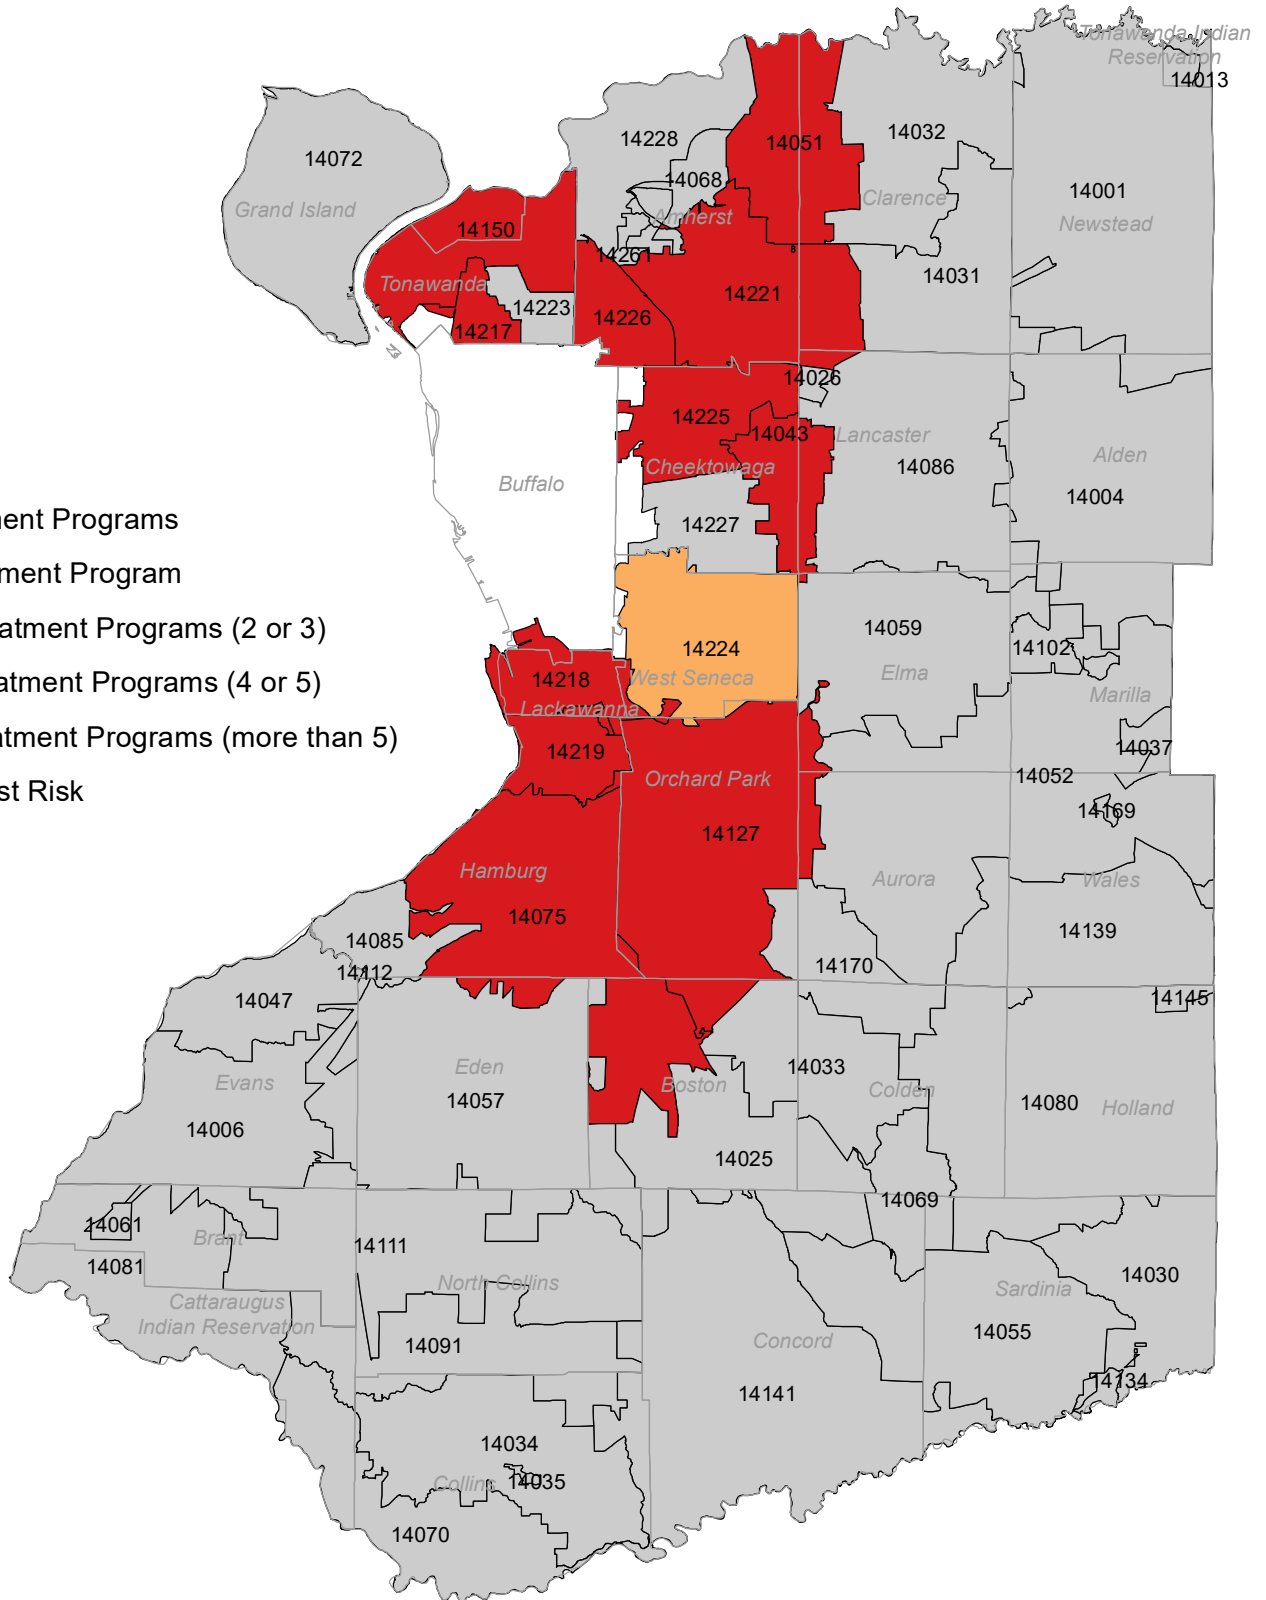 Tonawanda Indian
Reservation
14013
14032
14228
14051
14072
14068
14001
Clarence
Grand Island
Amherst
Newstead
14150
14261
14031
Tonawanda
14221
14223
14226
14217
14026
14225
14043
Lancaster
Cheektowaga
14086
Alden
Buffalo
14004
ment Programs
14227
tment Program
eatment Programs (2 or 3)
14059
14224
14102
Elma
14218
West Seneca
eatment Programs (4 or 5)
Marilla
Lackawanna
atment Programs (more than 5)
14219
14037
Orchard Park
14052
st Risk
14169
14127
Hamburg
Aurora
Wales
14075
14139
14085
14170
14112
14047
14145
Eden
14033
Evans
Boston
Colden
14057
14080
Holland
14006
14025
14069
14061
Brant
14111
14081
14030
North Collins
Sardinia
Cattaraugus
Indian Reservation
14055
Concord
14091
14134
14141
14034
Collins
14035
14070